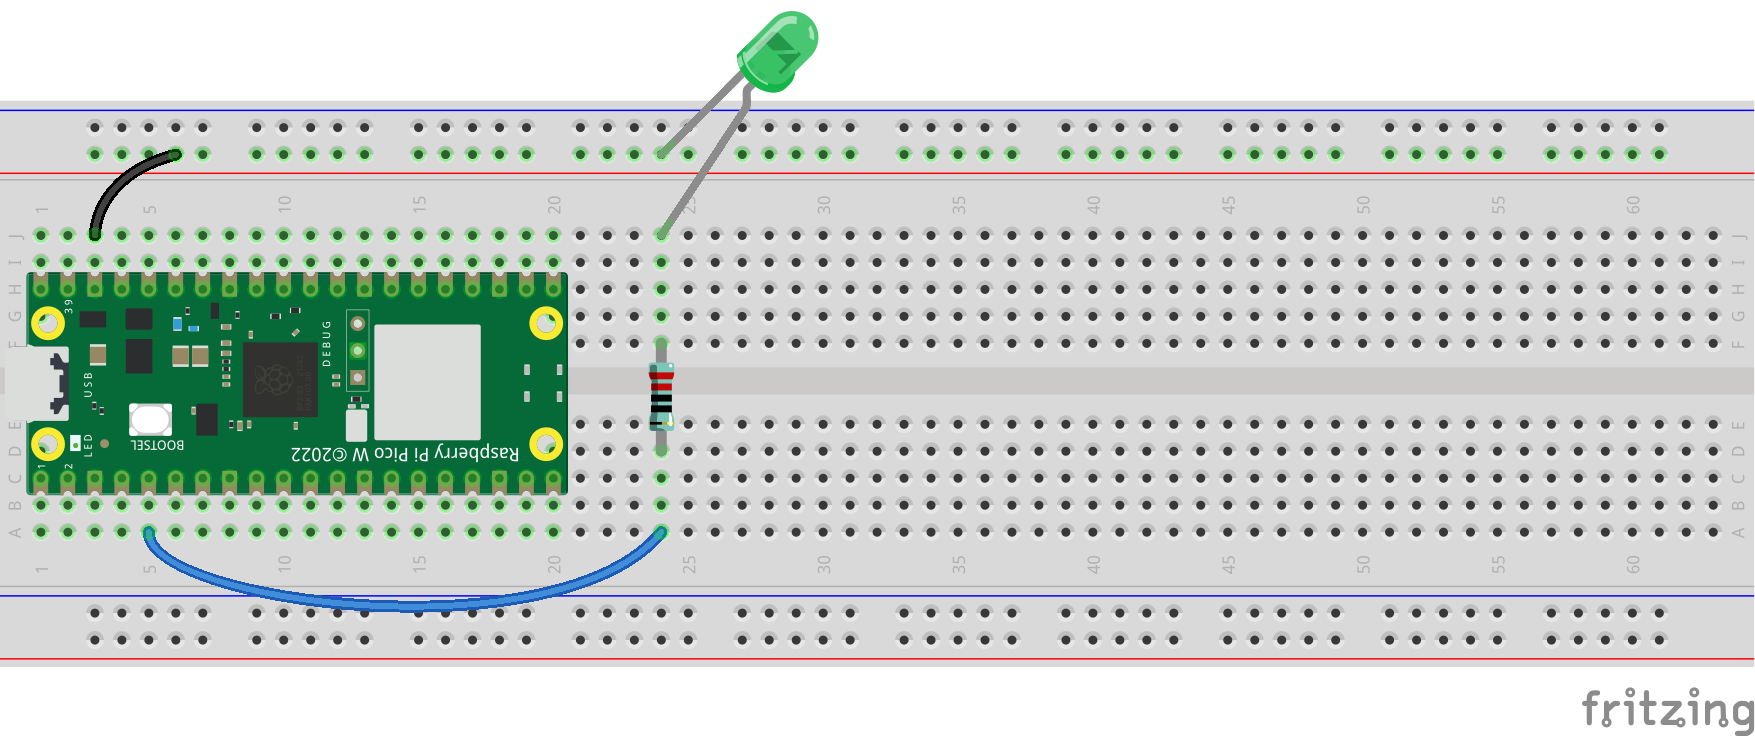 1 5 10 15 20 25 30 35 40 45 50 55 60
J J
I I
H H
39
G G
DEBUG
F F
USB
E E
BOOTSEL
LED
D D
Raspberry Pi Pico W ©2022
1 2
C C
B B
A A
1 5 10 15 20 25 30 35 40 45 50 55 60
fritzing